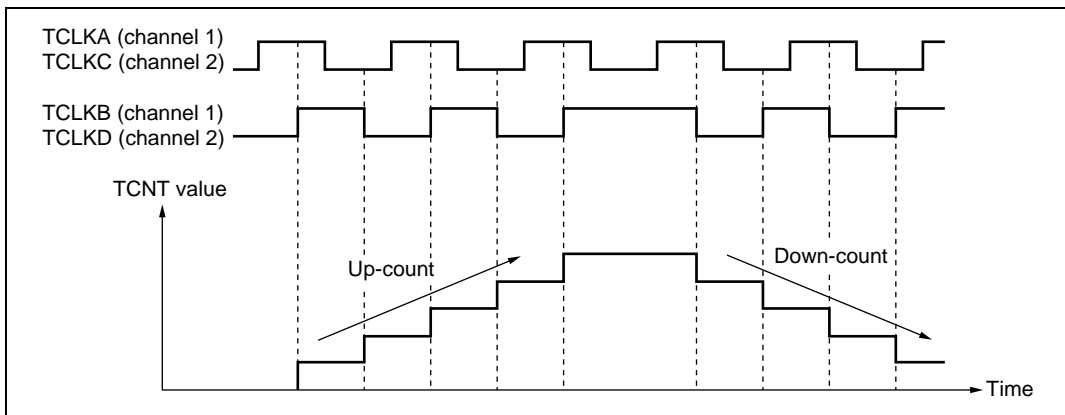 TCLKA (channel 1)
TCLKC (channel 2)
TCLKB (channel 1)
TCLKD (channel 2)
TCNT value
Up-count
Down-count
Time